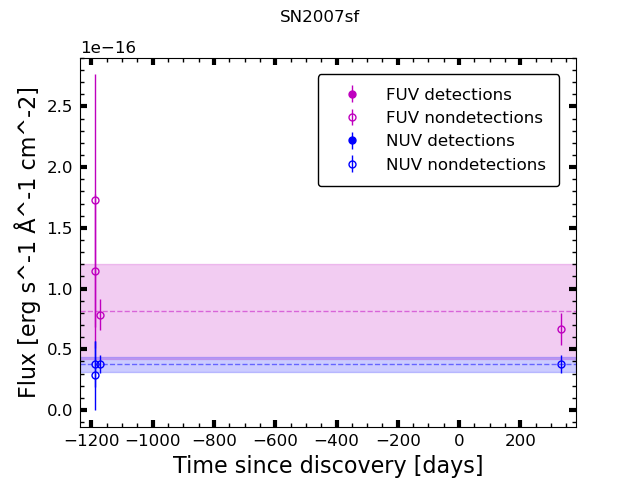 SN2007sf
1e−16
FUV detections
FUV nondetections
NUV detections
NUV nondetections
2.5
2.0
1.5
1.0
0.5
0.0
Flux [erg s^-1 Å^-1 cm^-2]
−1200 −1000 −800 −600 −400 −200 0 200
Time since discovery [days]